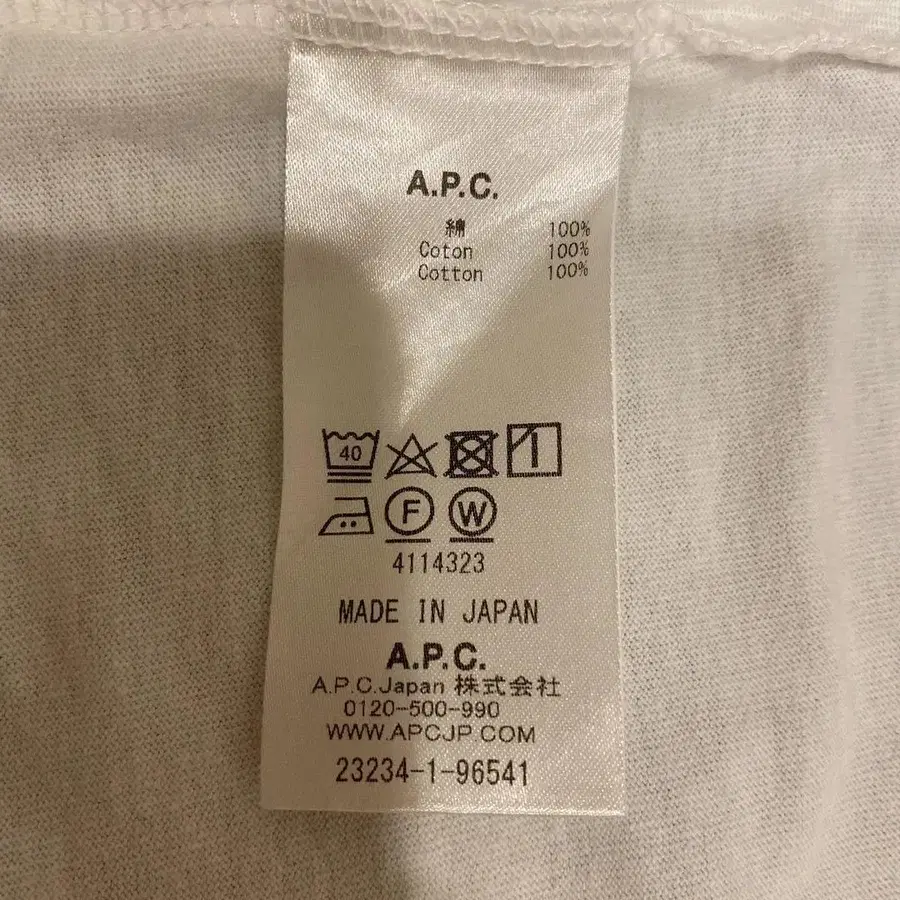 A.P.C.
綿 100%
Coton 100%
Cotton 100%
40
F W
4114323
MADE IN JAPAN
A.P.C.
A.P.C.Japan 株式会社
0120-500-990
WWW.APCJP.COM
23234-1-96541